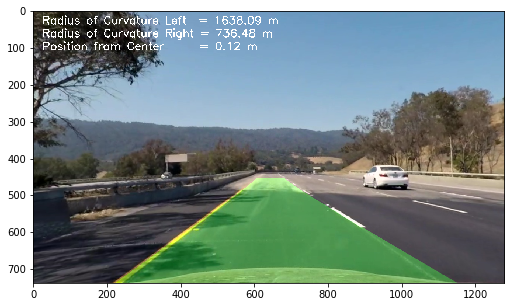 Radius of Curvature Left = 1638.09 m
Radius of Curvature Right = 736.48 m
Position from Center = 0.12 m
0
100
200
300
400
500
600
700
0 200 400 600 800 1000 1200